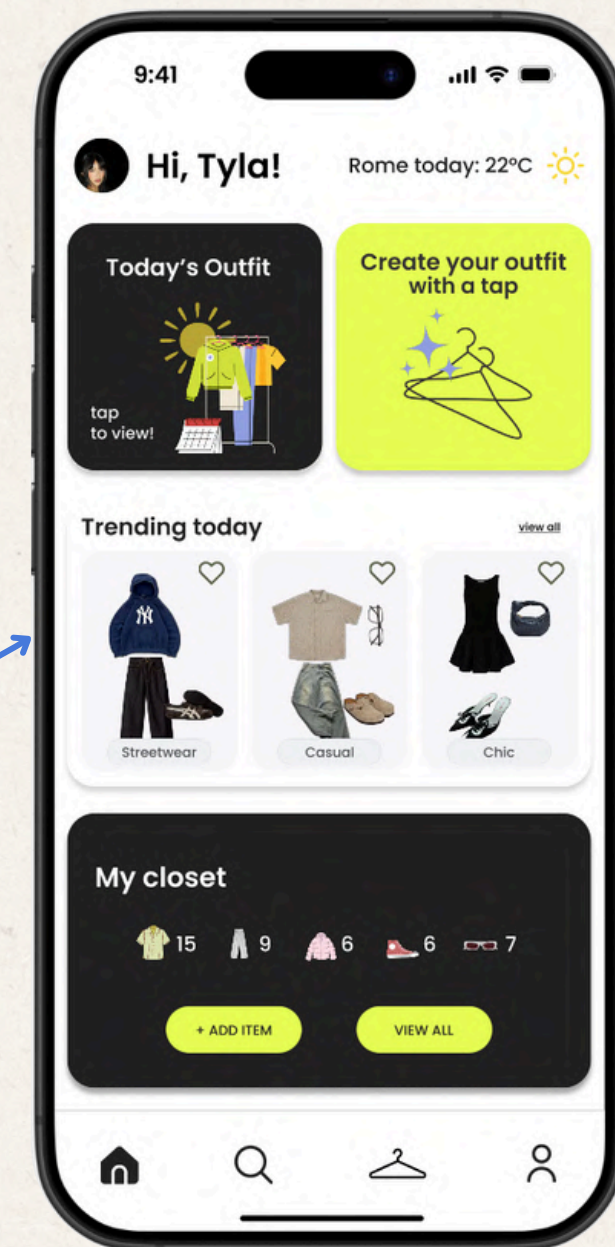 9:41
Hi, Tyla!
Rome today: 22°C
Today's Outfit
tap
to view!
Create your outfit
with a tap
Trending today
view all
NY
Streetwear
Casual
Chic
My closet
15 9 6 6 7
+ ADD ITEM
VIEW ALL